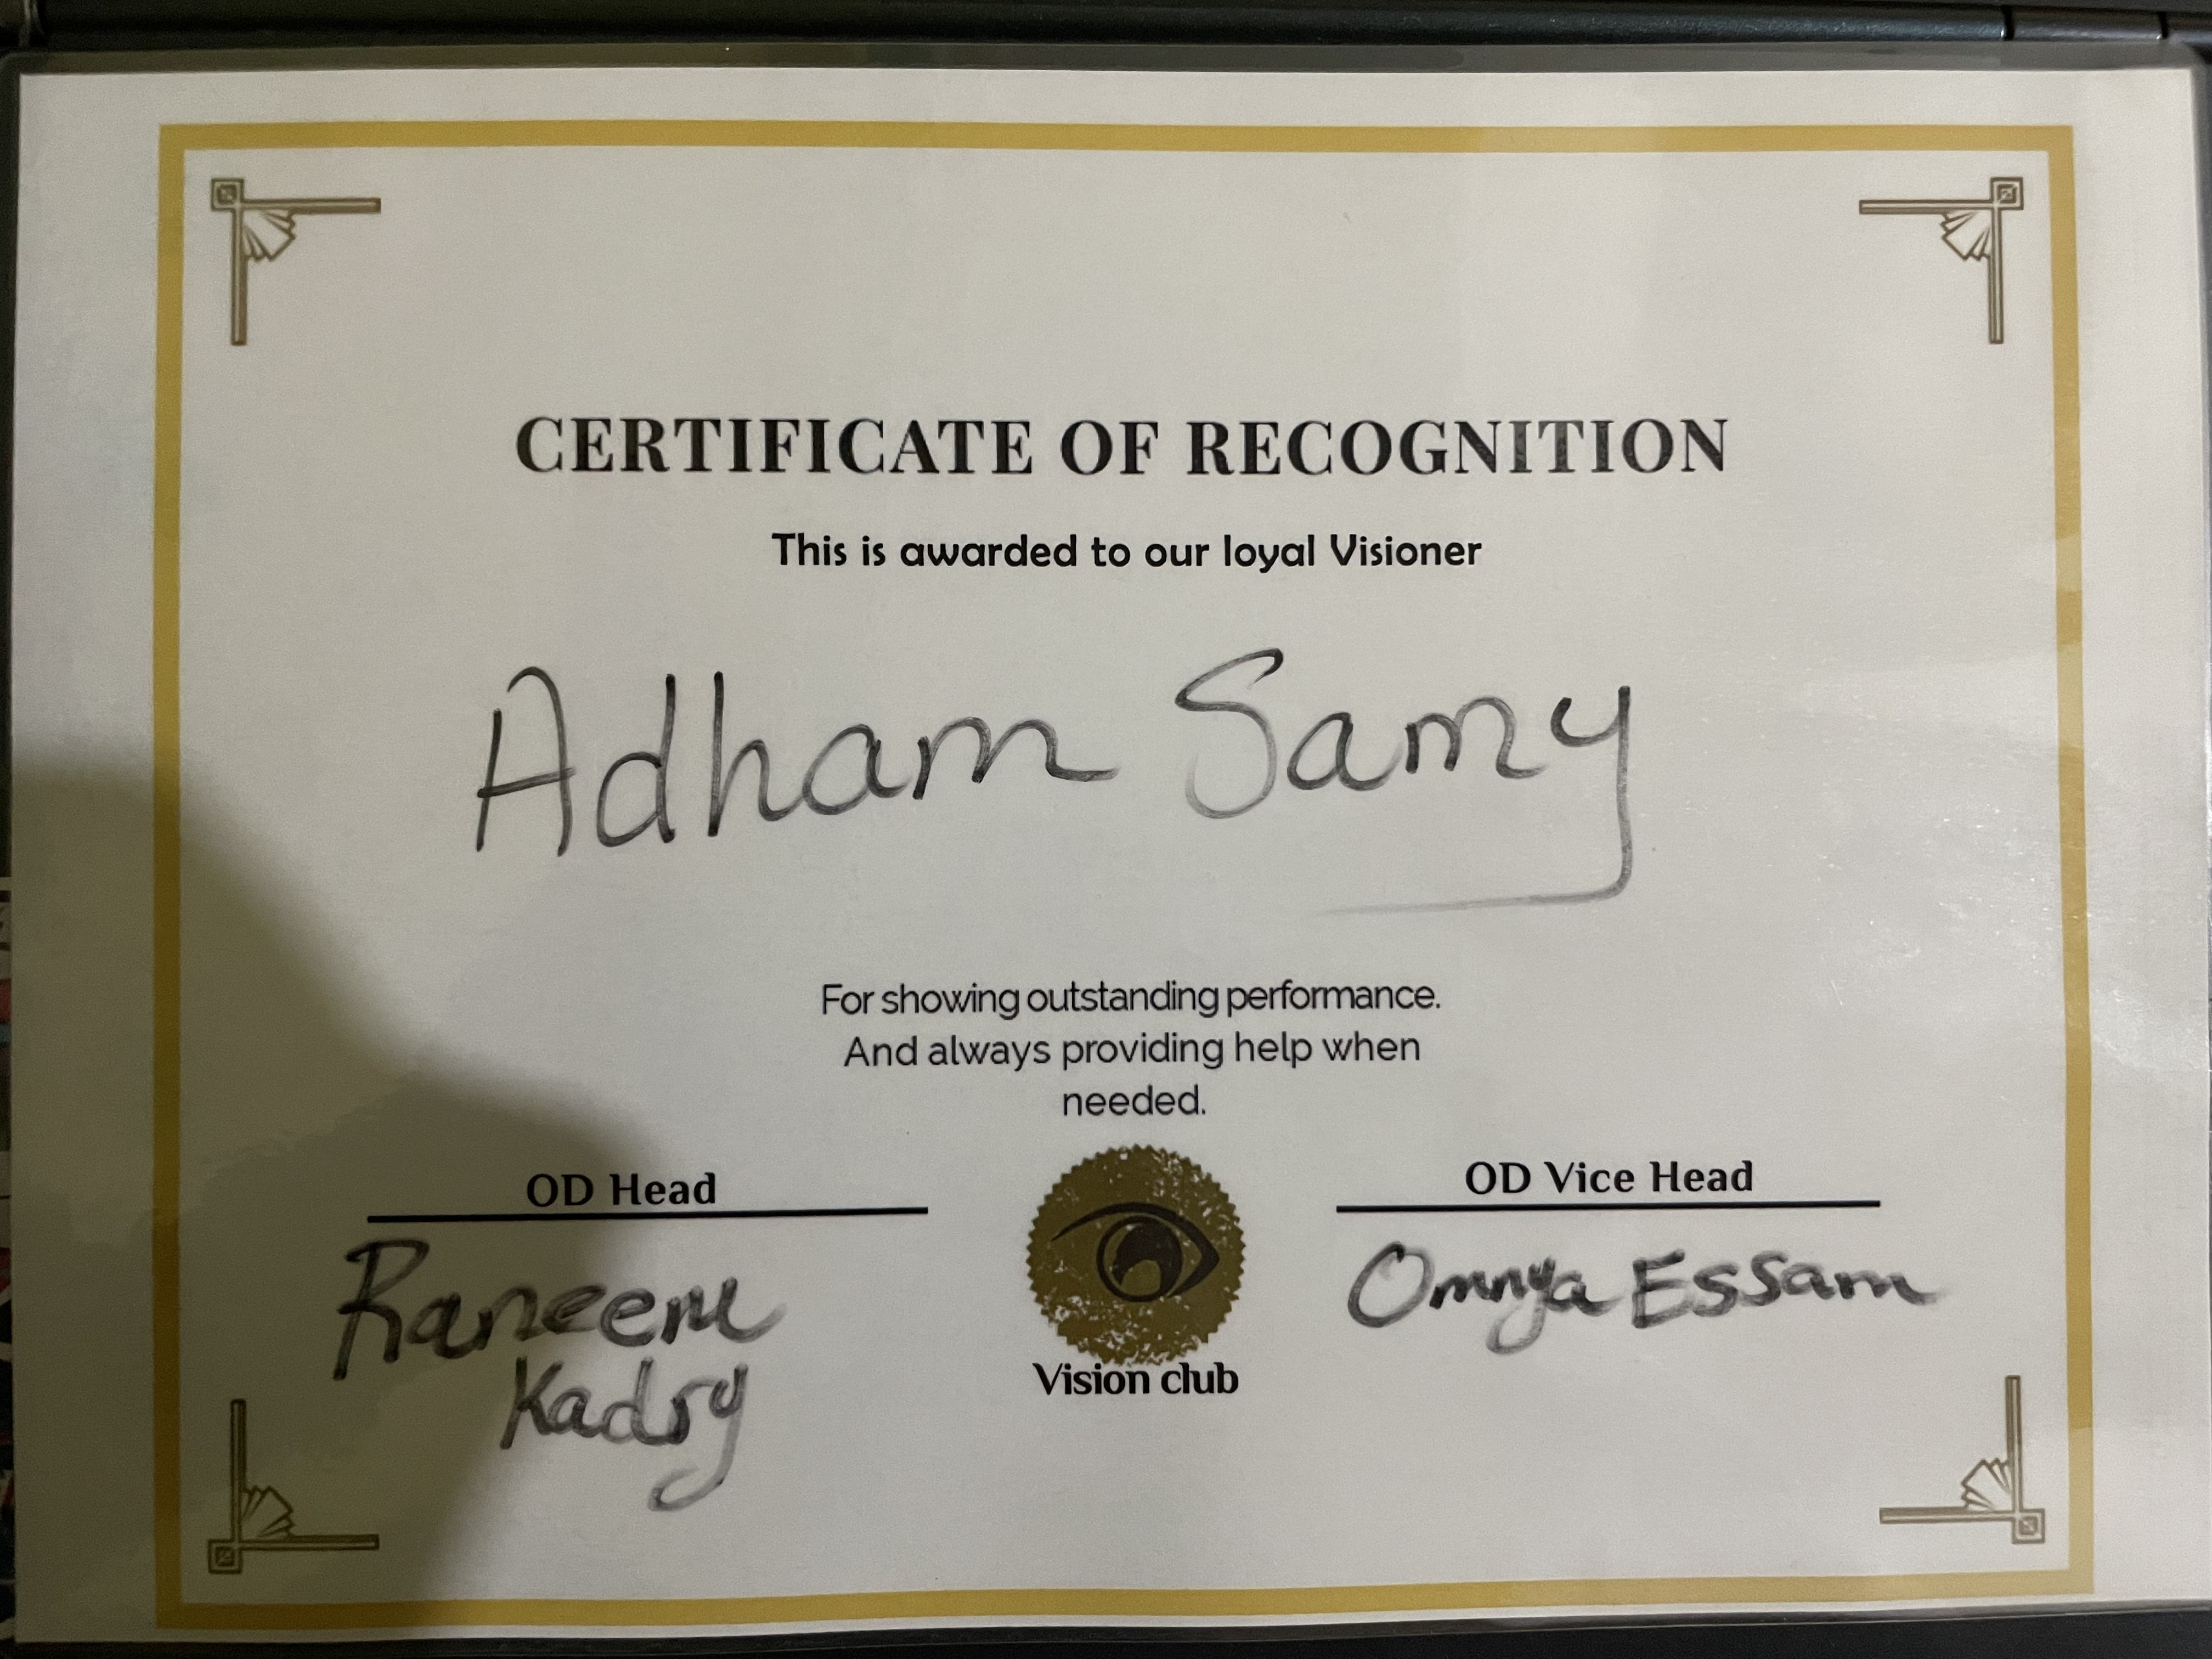 CERTIFICATE OF RECOGNITION
This is awarded to our loyal Visioner
Adham Samy
For showing outstanding performance.
And always providing help when
needed.
OD Head
OD Vice Head
Raneem
Kadry
Omnya Essam
Vision club